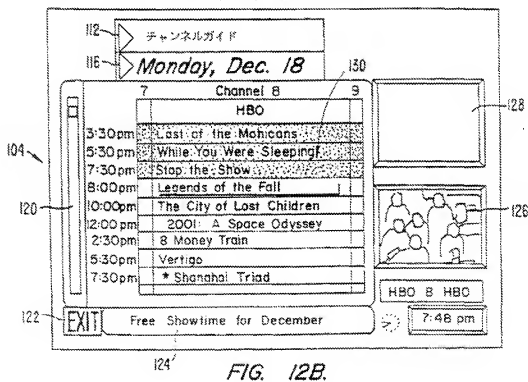 112
チャンネルガイド
116
Monday, Dec. 18
130
7 Channel 8 9
HBO
128
3:30pm Last of the Mohicans
104
5:30pm While You Were Sleeping
7:30pm Stop the Show
120
8:00pm Legends of the Fall
10:00pm The City of Lost Children
126
12:00 pm 2001: A Space Odyssey
2:30pm 8 Money Train
5:30pm Vertigo
7:30pm * Shanghai Triad
HBO 8 HBO
122
EXIT
Free Showtime for December
7:48 pm
124'
FIG. 12B.